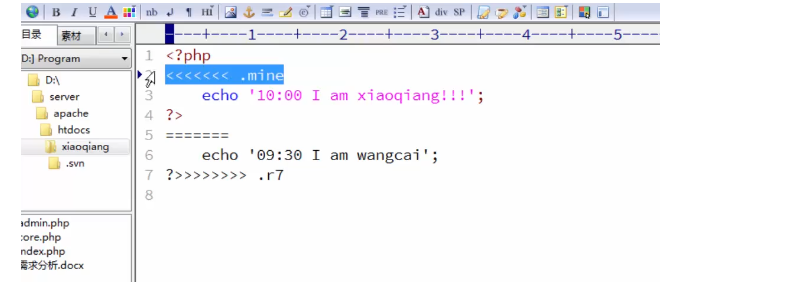 B I U A nb Hi PRE A div SP
目录 素材
----+----1----+----2----+----3----+----4----+----5----
D:] Program
D:\
server
apache
htdocs
xiaoqiang
.svn
1 <?php
<<<<<<< .mine
3 echo '10:00 I am xiaoqiang!!!';
4 ?>
5 =======
6 echo '09:30 I am wangcai';
7 ?>>>>>>>> .r7
8
admin.php
core.php
index.php
需求分析.docx